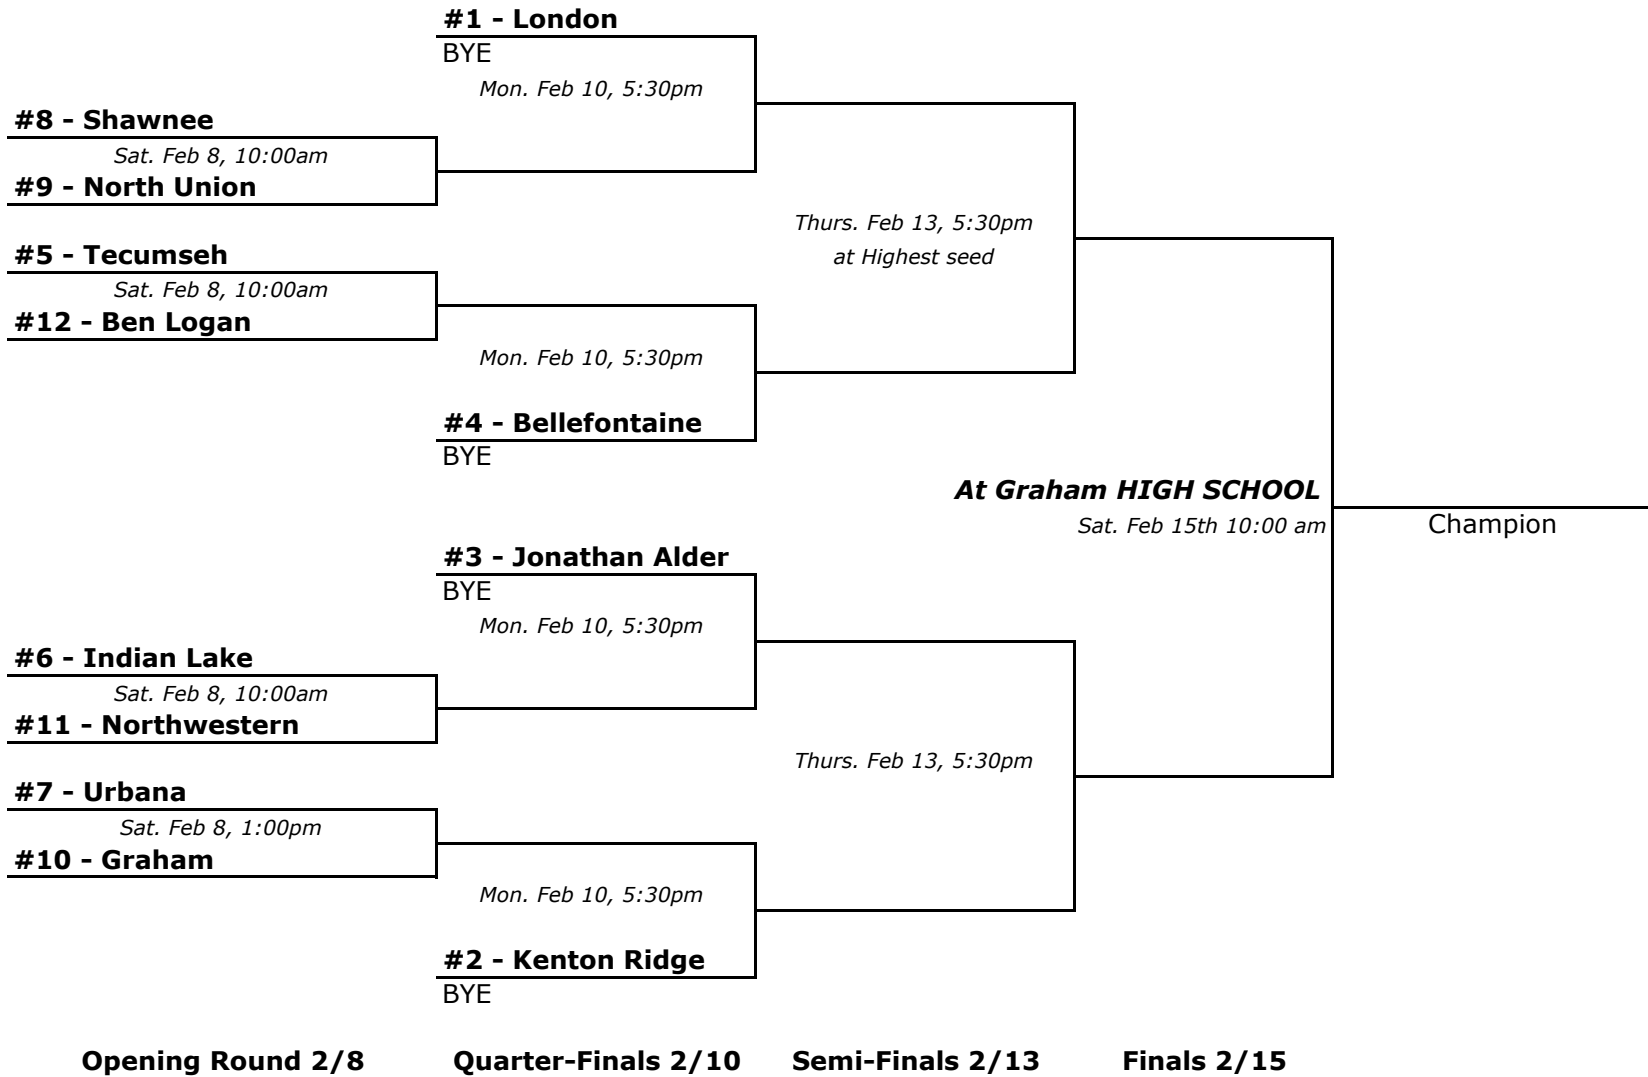 #1 - London
BYE
Mon. Feb 10, 5:30pm
#8 - Shawnee
Sat. Feb 8, 10:00am
#9 - North Union
Thurs. Feb 13, 5:30pm
at Highest seed
#5 - Tecumseh
Sat. Feb 8, 10:00am
#12 - Ben Logan
Mon. Feb 10, 5:30pm
#4 - Bellefontaine
BYE
At Graham HIGH SCHOOL
Sat. Feb 15th 10:00 am
Champion
#3 - Jonathan Alder
BYE
Mon. Feb 10, 5:30pm
#6 - Indian Lake
Sat. Feb 8, 10:00am
#11 - Northwestern
Thurs. Feb 13, 5:30pm
#7 - Urbana
Sat. Feb 8, 1:00pm
#10 - Graham
Mon. Feb 10, 5:30pm
#2 - Kenton Ridge
BYE
Opening Round 2/8
Quarter-Finals 2/10
Semi-Finals 2/13
Finals 2/15